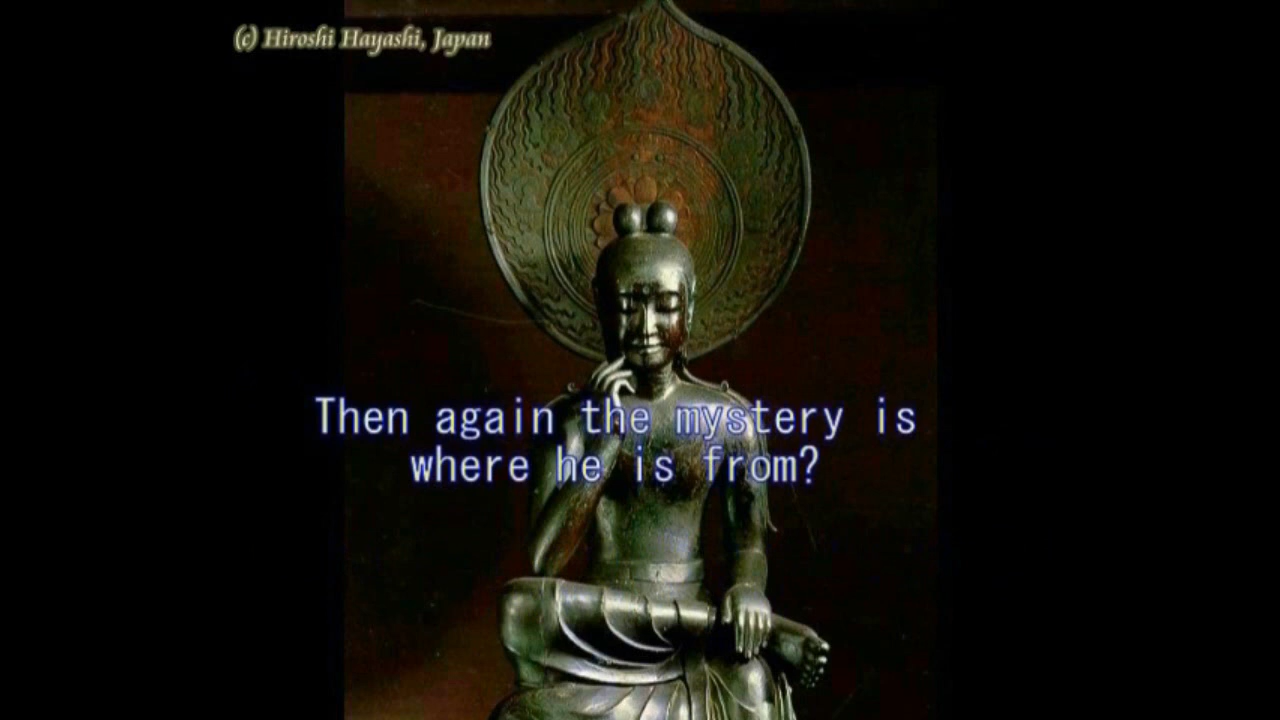 (c) Hiroshi Hayashi, Japan
Then again the mystery is
where he is from?